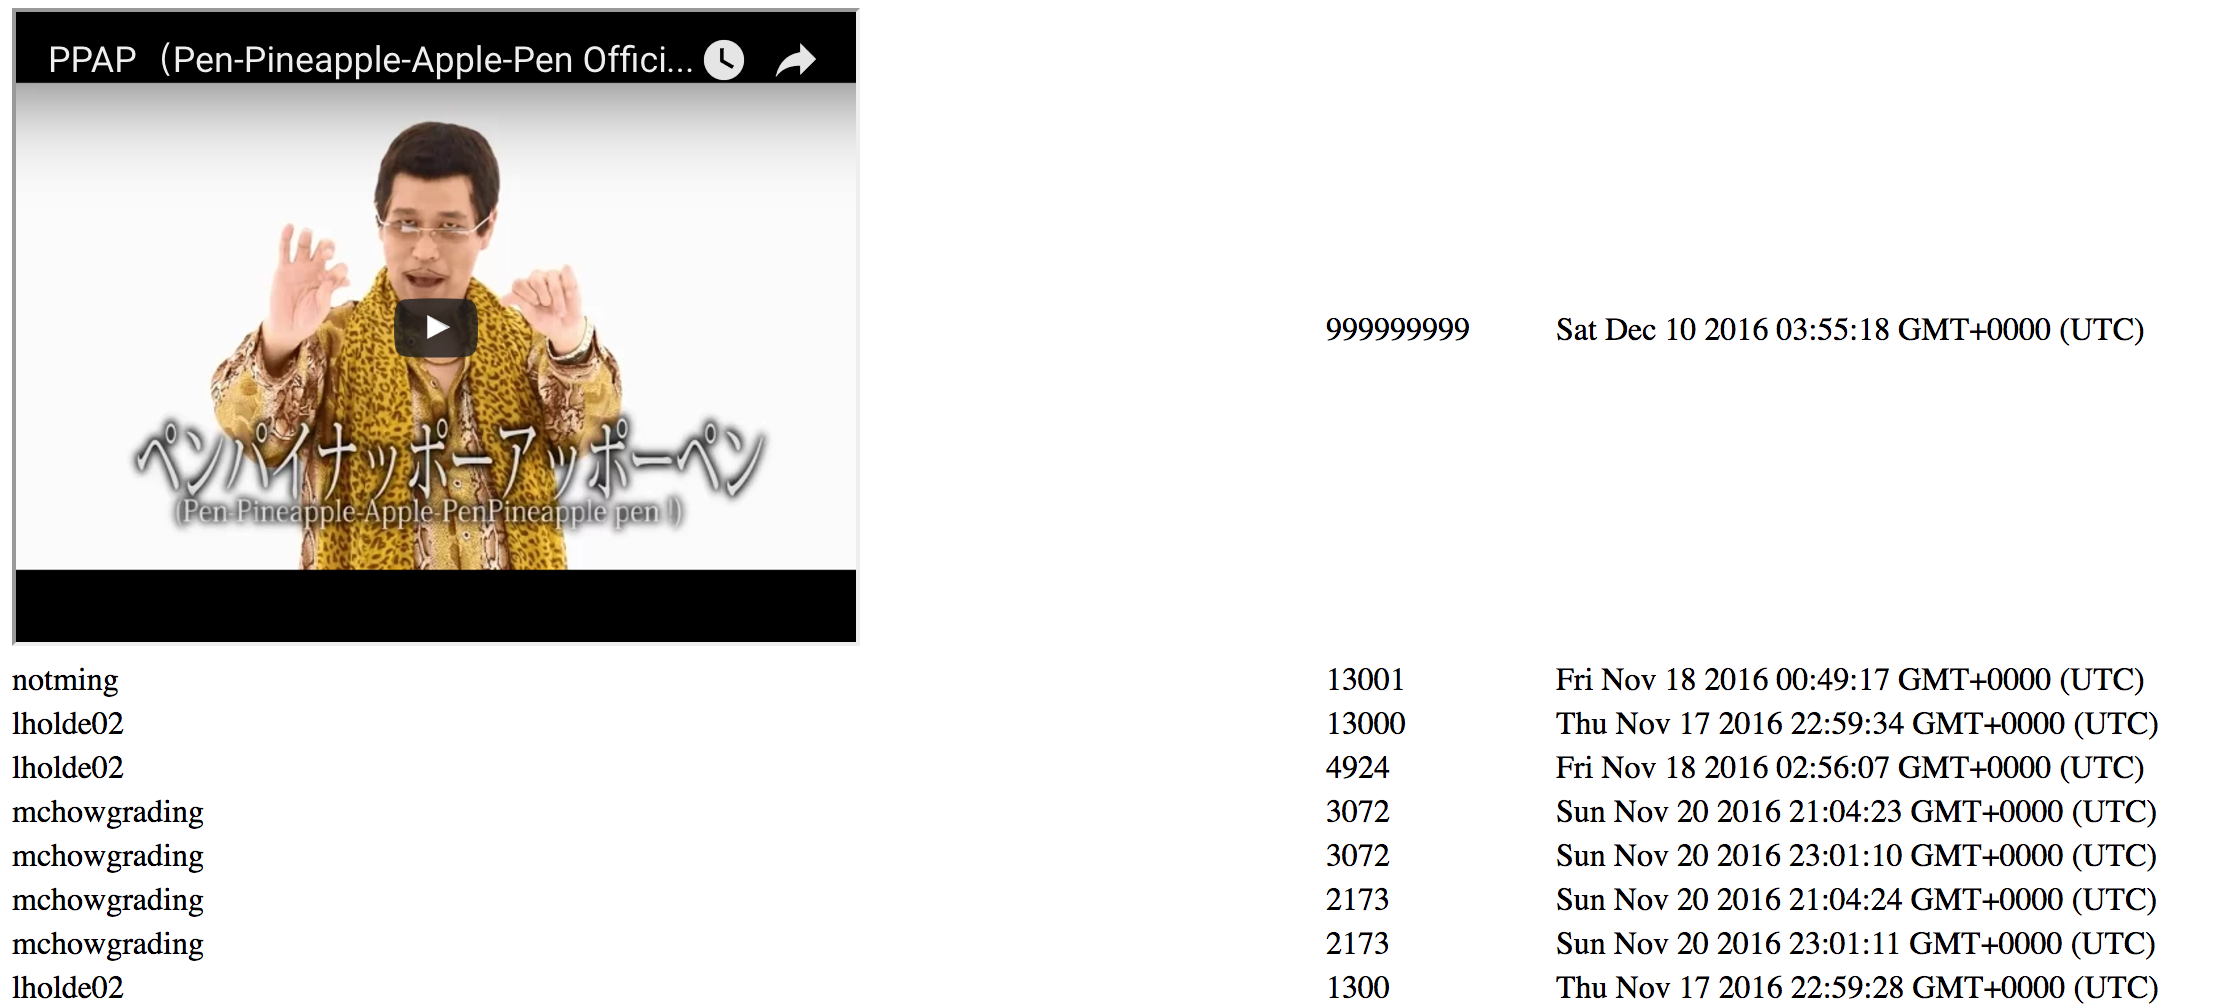 PPAP（Pen-Pineapple-Apple-Pen Offici...
ペンパイナッポーアッポーペン
(Pen-Pineapple-Apple-PenPineapple pen !)
999999999 Sat Dec 10 2016 03:55:18 GMT+0000 (UTC)
notming 13001 Fri Nov 18 2016 00:49:17 GMT+0000 (UTC)
lholde02 13000 Thu Nov 17 2016 22:59:34 GMT+0000 (UTC)
lholde02 4924 Fri Nov 18 2016 02:56:07 GMT+0000 (UTC)
mchowgrading 3072 Sun Nov 20 2016 21:04:23 GMT+0000 (UTC)
mchowgrading 3072 Sun Nov 20 2016 23:01:10 GMT+0000 (UTC)
mchowgrading 2173 Sun Nov 20 2016 21:04:24 GMT+0000 (UTC)
mchowgrading 2173 Sun Nov 20 2016 23:01:11 GMT+0000 (UTC)
lholde02 1300 Thu Nov 17 2016 22:59:28 GMT+0000 (UTC)